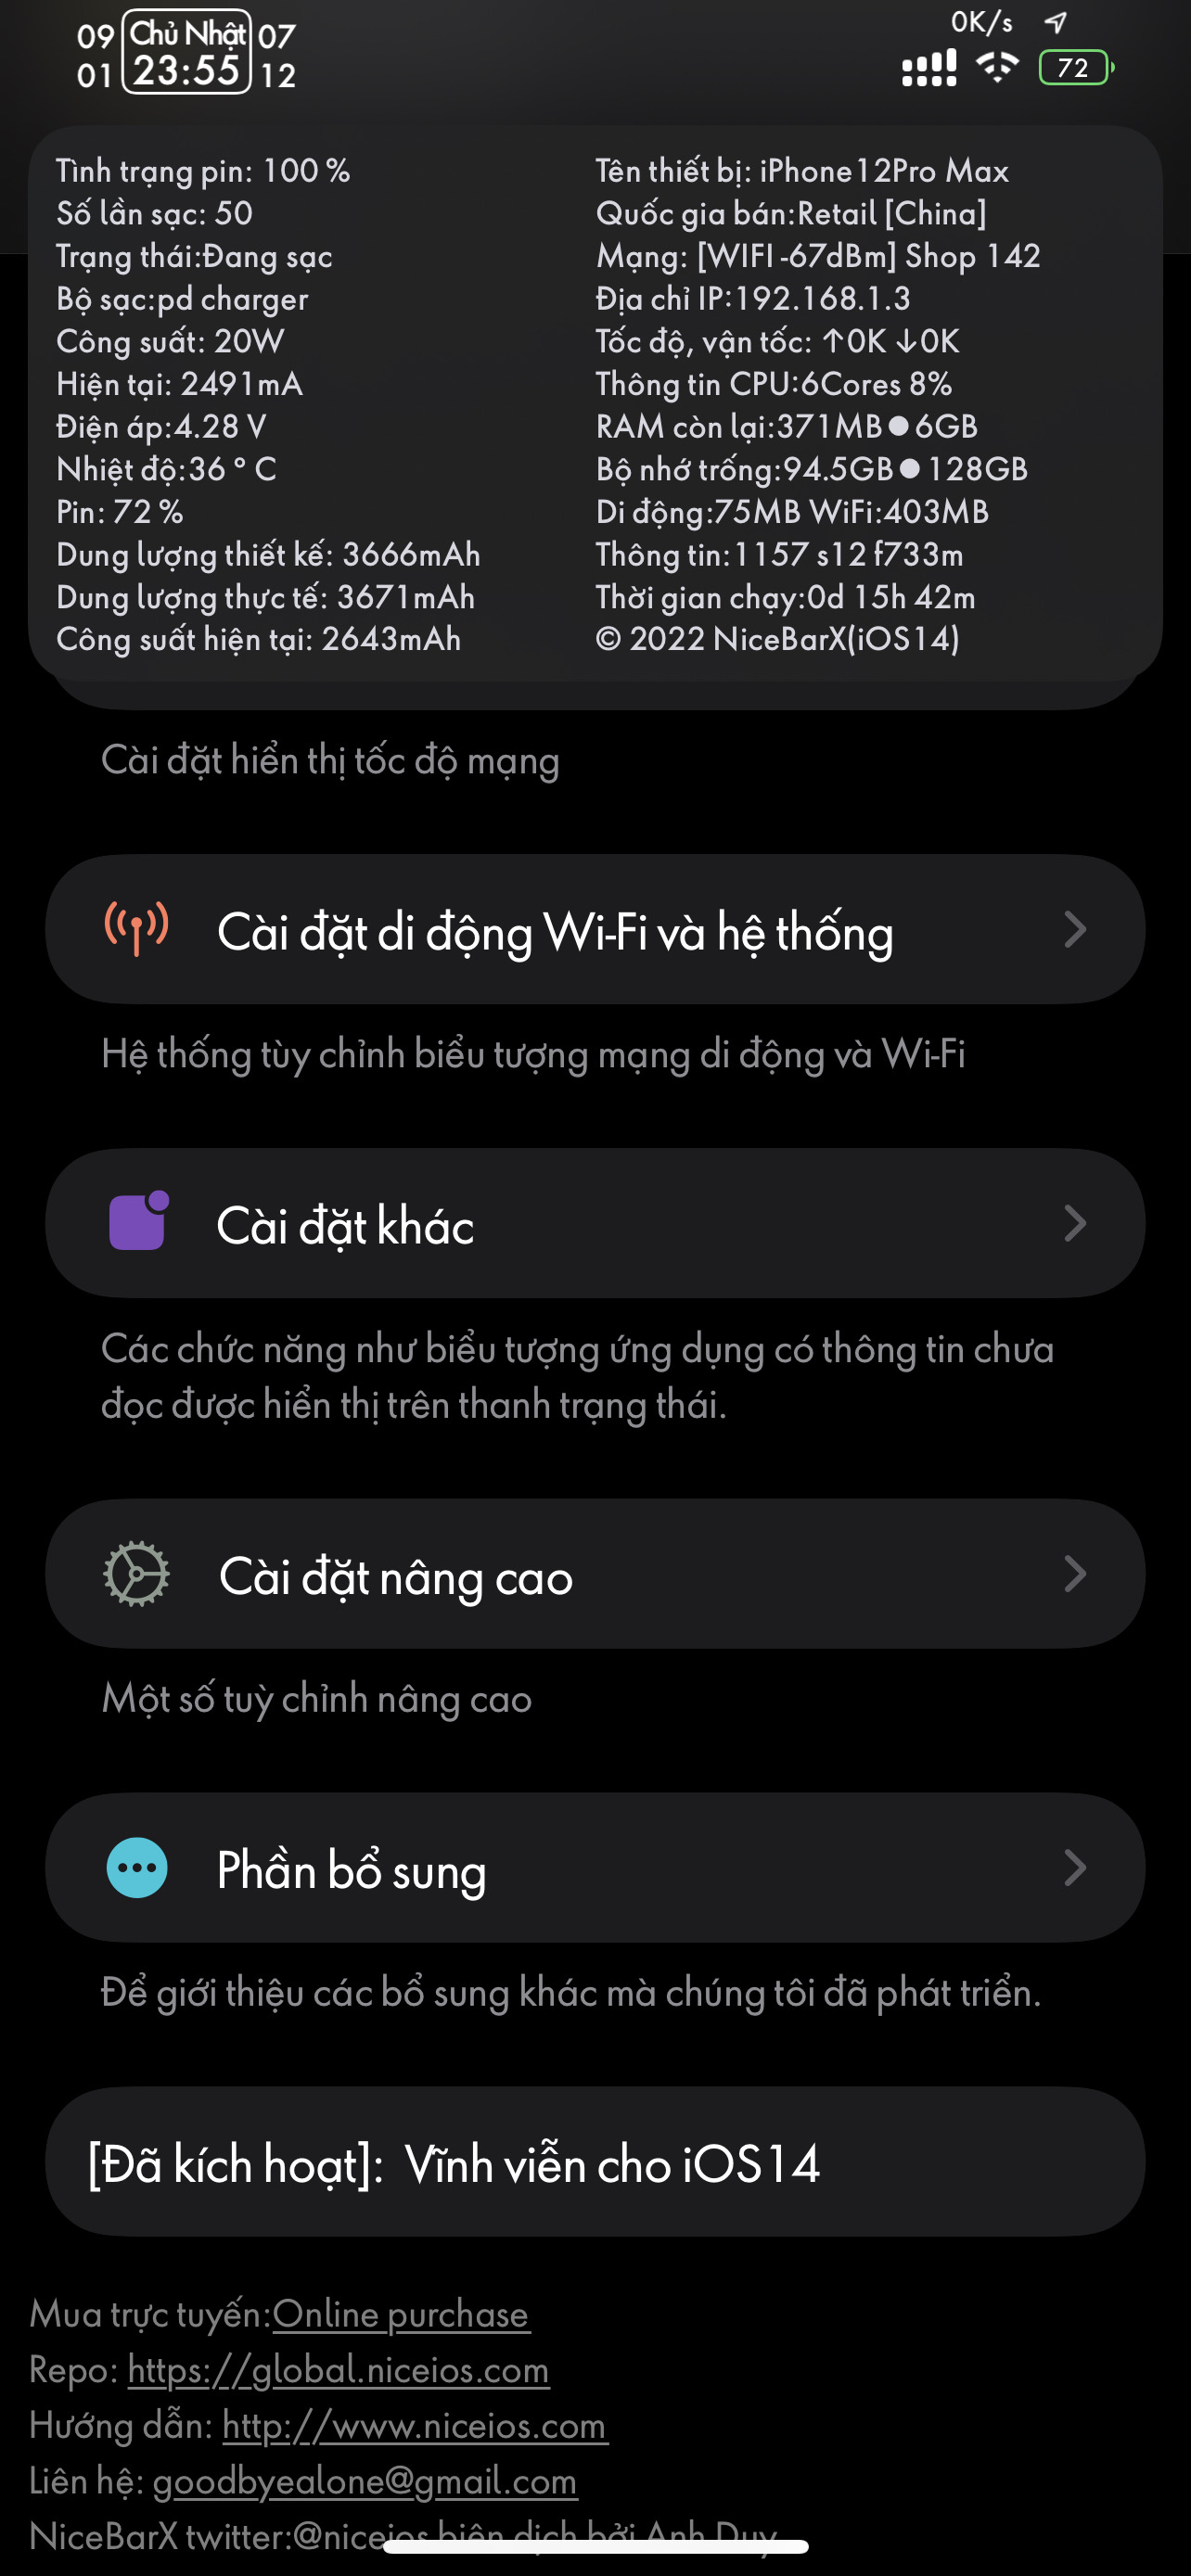 09 Chủ Nhật 07
01 23:55 12
0K/s
72
Tình trạng pin: 100 %
Số lần sạc: 50
Trạng thái:Đang sạc
Bộ sạc:pd charger
Công suất: 20W
Hiện tại: 2491mA
Điện áp:4.28 V
Nhiệt độ:36 ° C
Pin: 72 %
Dung lượng thiết kế: 3666mAh
Dung lượng thực tế: 3671mAh
Công suất hiện tại: 2643mAh
Tên thiết bị: iPhone12Pro Max
Quốc gia bán:Retail [China]
Mạng: [WIFI -67dBm] Shop 142
Địa chỉ IP:192.168.1.3
Tốc độ, vận tốc: ↑0K ↓0K
Thông tin CPU:6Cores 8%
RAM còn lại:371MB●6GB
Bộ nhớ trống:94.5GB●128GB
Di động:75MB WiFi:403MB
Thông tin:1157 s12 f733m
Thời gian chạy:0d 15h 42m
© 2022 NiceBarX(iOS14)
Cài đặt hiển thị tốc độ mạng
Cài đặt di động Wi-Fi và hệ thống
Hệ thống tùy chỉnh biểu tượng mạng di động và Wi-Fi
Cài đặt khác
Các chức năng như biểu tượng ứng dụng có thông tin chưa
đọc được hiển thị trên thanh trạng thái.
Cài đặt nâng cao
Một số tuỳ chỉnh nâng cao
Phần bổ sung
Để giới thiệu các bổ sung khác mà chúng tôi đã phát triển.
[Đã kích hoạt]: Vĩnh viễn cho iOS14
Mua trực tuyến:Online purchase
Repo: https://global.niceios.com
Hướng dẫn: http://www.niceios.com
Liên hệ: goodbyealone@gmail.com
NiceBarX twitter:@niceios biên dịch bởi Anh Duy